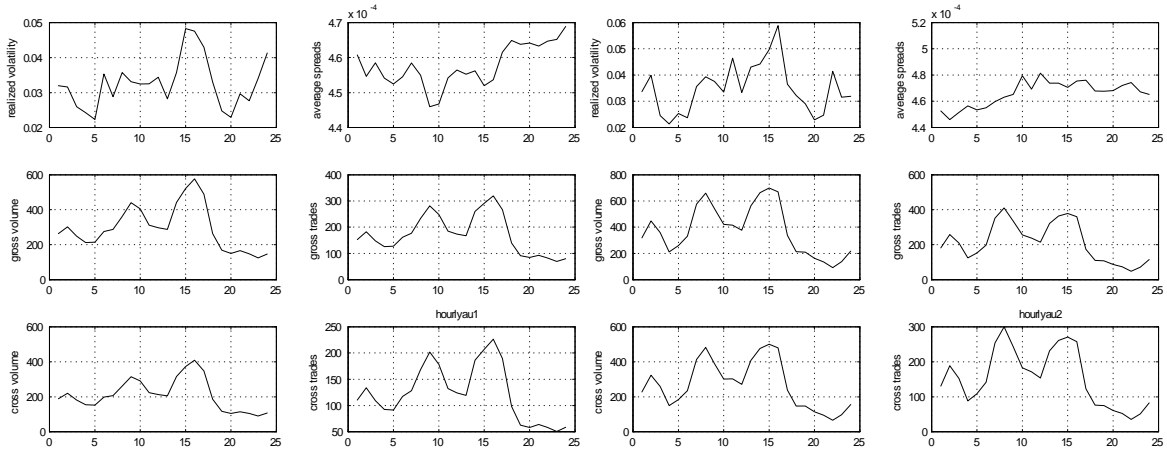 x 10 -4
x 10 -4
0.05
0.04
0.03
0.02
realized volatility
0 5 10 15 20 25
4.7
4.6
4.5
4.4
average spreads
0 5 10 15 20 25
0.06
0.05
0.04
0.03
0.02
realized volatility
0 5 10 15 20 25
5.2
5
4.8
4.6
4.4
average spreads
0 5 10 15 20 25
600
400
200
0
gross volume
0 5 10 15 20 25
400
300
200
100
0
gross trades
0 5 10 15 20 25
800
600
400
200
0
gross volume
0 5 10 15 20 25
600
400
200
0
gross trades
0 5 10 15 20 25
600
400
200
0
cross volume
0 5 10 15 20 25
hourlyau1
250
200
150
100
50
cross trades
0 5 10 15 20 25
600
400
200
0
cross volume
0 5 10 15 20 25
hourlyau2
300
200
100
0
cross trades
0 5 10 15 20 25